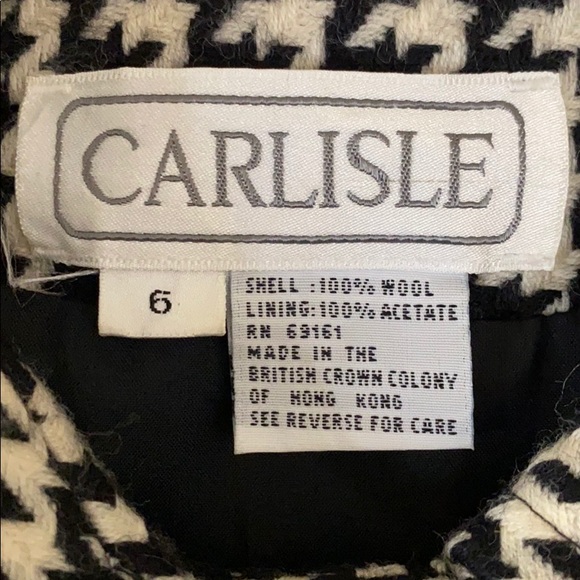 CARLISLE
6
SHELL :100% WOOL
LINING:100% ACETATE
RN 69161
MADE IN THE
BRITISH CROWN COLONY
OF HONG KONG
SEE REVERSE FOR CARE